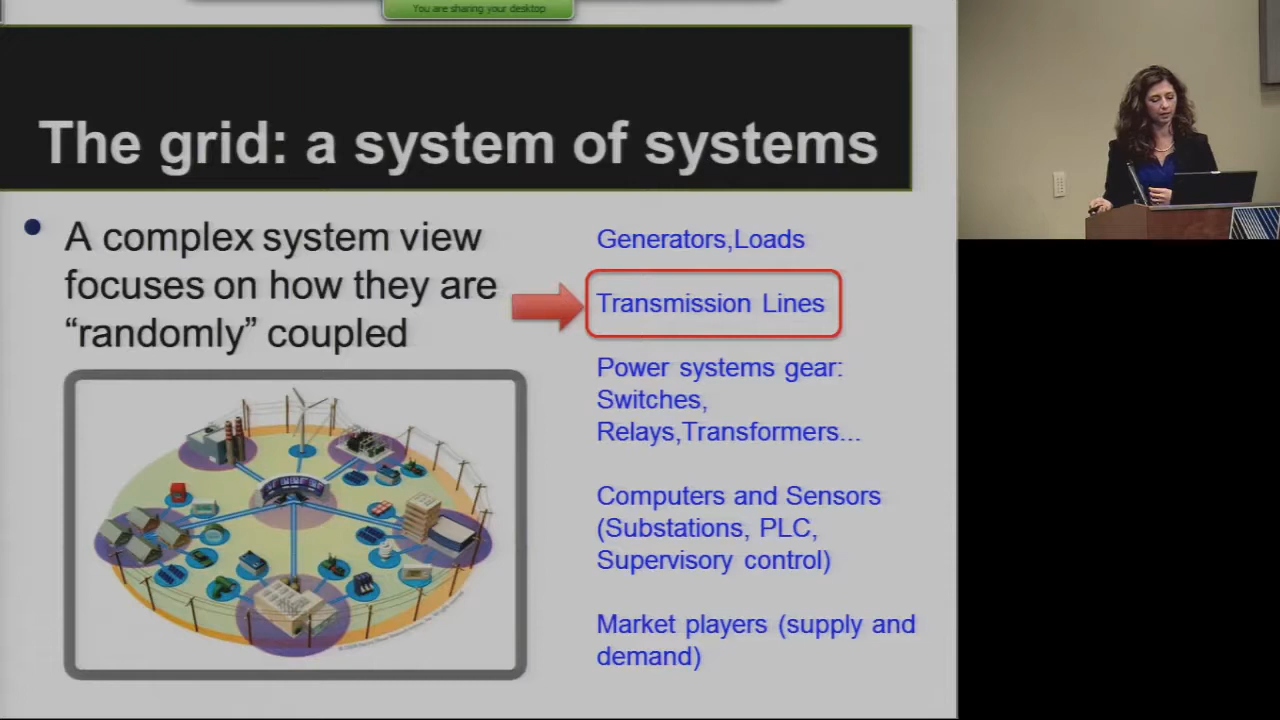 You are sharing your desktop
The grid: a system of systems
• A complex system view
focuses on how they are
“randomly” coupled
Generators,Loads
Transmission Lines
Power systems gear:
Switches,
Relays,Transformers...
Computers and Sensors
(Substations, PLC,
Supervisory control)
Market players (supply and
demand)